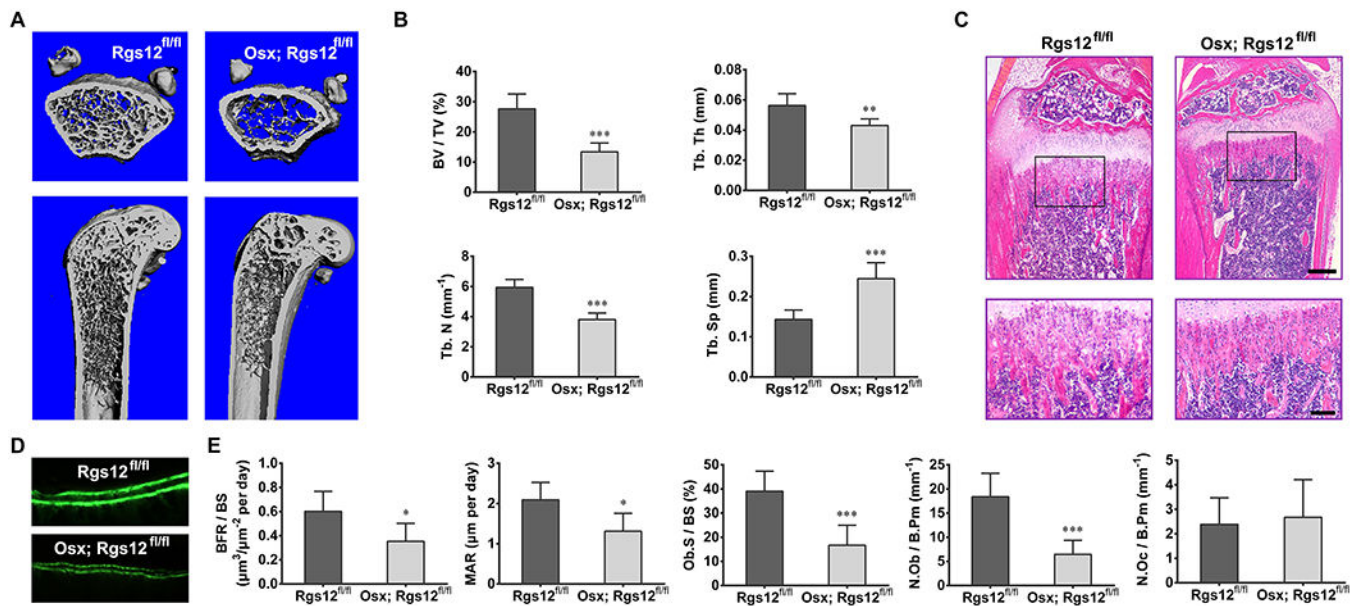 A
Rgs12fl/fl
Osx; Rgs12fl/fl
B
BV / TV (%)
40
30
20
10
0
***
Rgs12fl/fl
Osx; Rgs12fl/fl
Tb. Th (mm)
0.08
0.06
0.04
0.02
0.00
**
Rgs12fl/fl
Osx; Rgs12fl/fl
Tb. N (mm-1)
8
6
4
2
0
***
Rgs12fl/fl
Osx; Rgs12fl/fl
Tb. Sp (mm)
0.3
0.2
0.1
0.0
***
Rgs12fl/fl
Osx; Rgs12fl/fl
C
Rgs12fl/fl
Osx; Rgs12fl/fl
D
Rgs12fl/fl
Osx; Rgs12fl/fl
E
BFR / BS
(μm3/μm-2 per day)
1.0
0.8
0.6
0.4
0.2
0.0
*
Rgs12fl/fl
Osx; Rgs12fl/fl
MAR (μm per day)
3
2
1
0
*
Rgs12fl/fl
Osx; Rgs12fl/fl
Ob.S / BS (%)
50
40
30
20
10
0
***
Rgs12fl/fl
Osx; Rgs12fl/fl
N.Ob / B.Pm (mm-1)
25
20
15
10
5
0
***
Rgs12fl/fl
Osx; Rgs12fl/fl
N.Oc / B.Pm (mm-1)
5
4
3
2
1
0
Rgs12fl/fl
Osx; Rgs12fl/fl